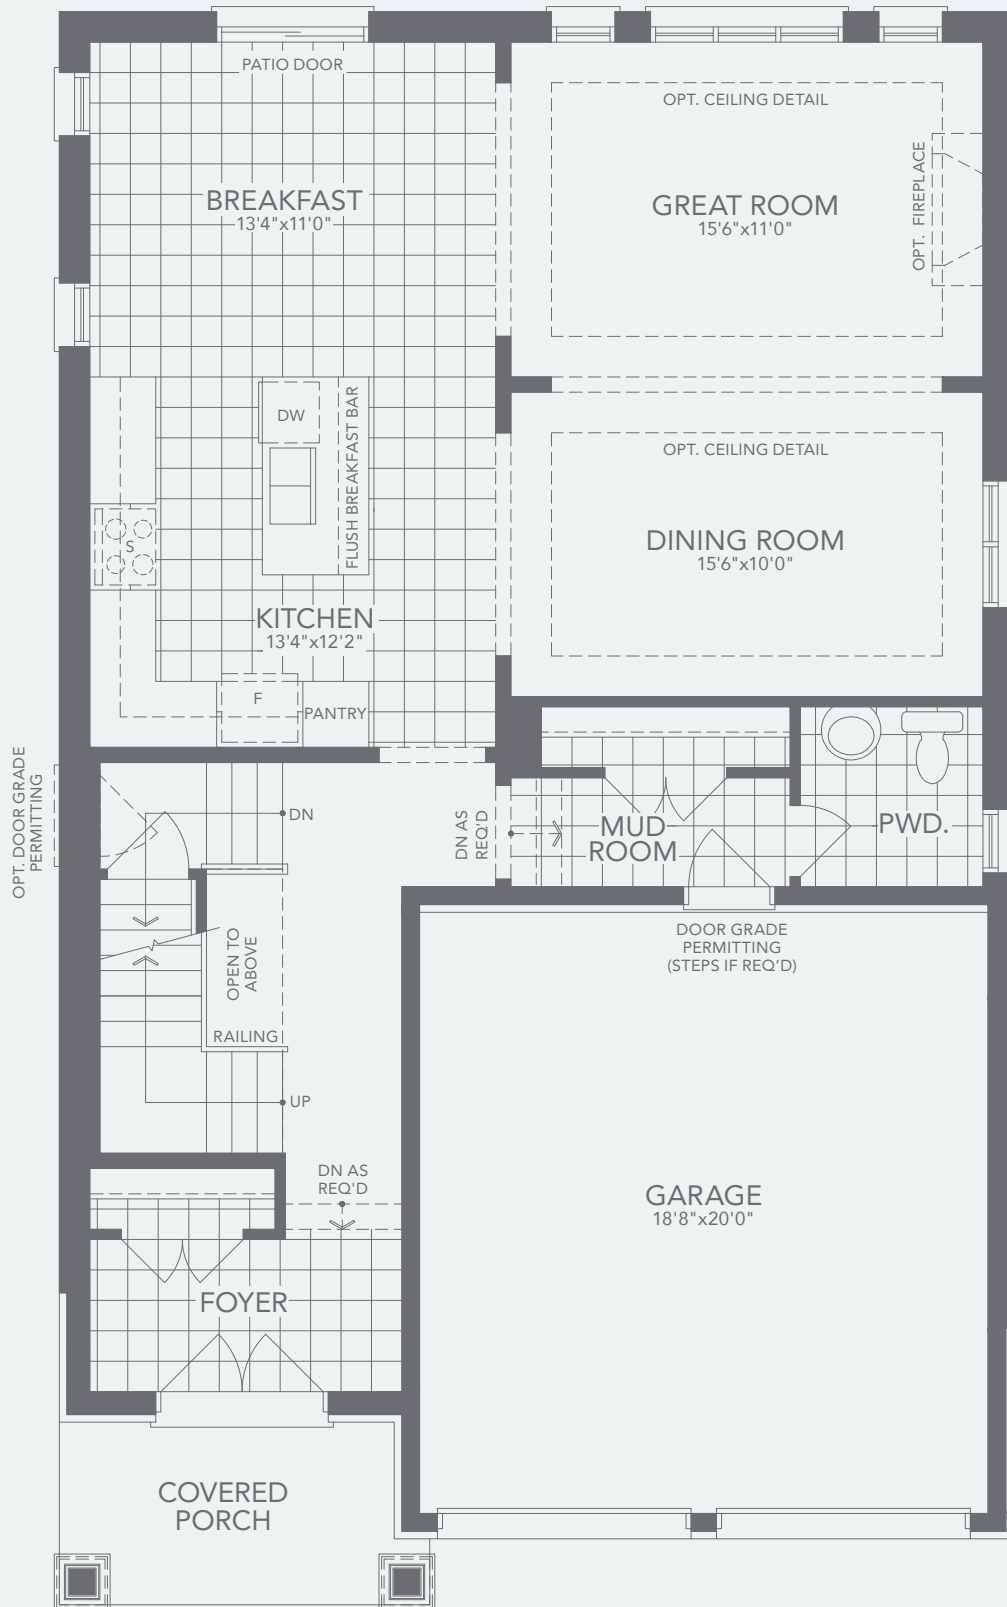 PATIO DOOR
OPT. CEILING DETAIL
BREAKFAST
13'4"x11'0"
GREAT ROOM
15'6"x11'0"
OPT. FIREPLACE
DW
FLUSH BREAKFAST BAR
OPT. CEILING DETAIL
S
DINING ROOM
15'6"x10'0"
KITCHEN
13'4"x12'2"
F
PANTRY
OPT. DOOR GRADE
PERMITTING
DN
DN AS
REQ'D
MUD
ROOM
PWD.
OPEN TO
ABOVE
DOOR GRADE
PERMITTING
(STEPS IF REQ'D)
RAILING
UP
DN AS
REQ'D
GARAGE
18'8"x20'0"
FOYER
COVERED
PORCH